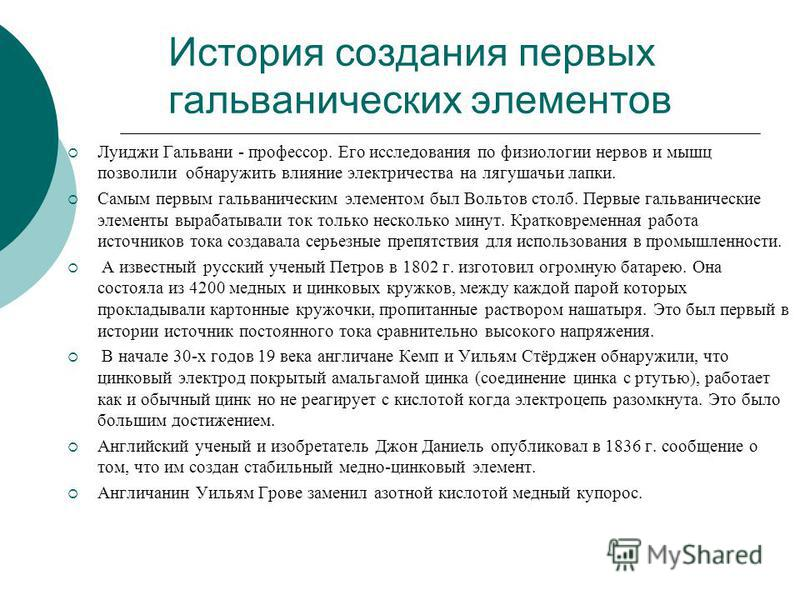 История создания первых
гальванических элементов
Луиджи Гальвани - профессор. Его исследования по физиологии нервов и мышц
позволили обнаружить влияние электричества на лягушачьи лапки.
Самым первым гальваническим элементом был Вольтов столб. Первые гальванические
элементы вырабатывали ток только несколько минут. Кратковременная работа
источников тока создавала серьезные препятствия для использования в промышленности.
А известный русский ученый Петров в 1802 г. изготовил огромную батарею. Она
состояла из 4200 медных и цинковых кружков, между каждой парой которых
прокладывали картонные кружочки, пропитанные раствором нашатыря. Это был первый в
истории источник постоянного тока сравнительно высокого напряжения.
В начале 30-х годов 19 века англичане Кемп и Уильям Стёрджен обнаружили, что
цинковый электрод покрытый амальгамой цинка (соединение цинка с ртутью), работает
как и обычный цинк но не реагирует с кислотой когда электроцепь разомкнута. Это было
большим достижением.
Английский ученый и изобретатель Джон Даниель опубликовал в 1836 г. сообщение о
том, что им создан стабильный медно-цинковый элемент.
Англичанин Уильям Грове заменил азотной кислотой медный купорос.
MyShared